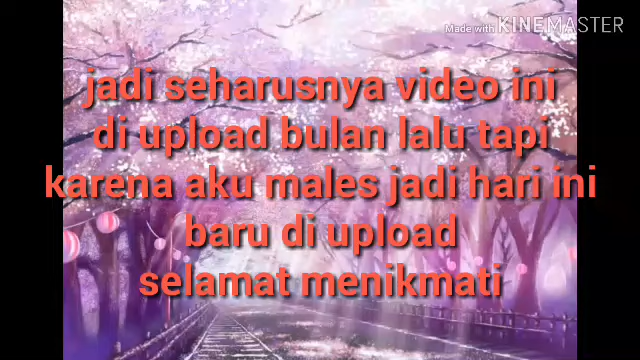 Made with KINEMASTER
jadi seharusnya video ini
di upload bulan lalu tapi
karena aku males jadi hari ini
baru di upload
selamat menikmati